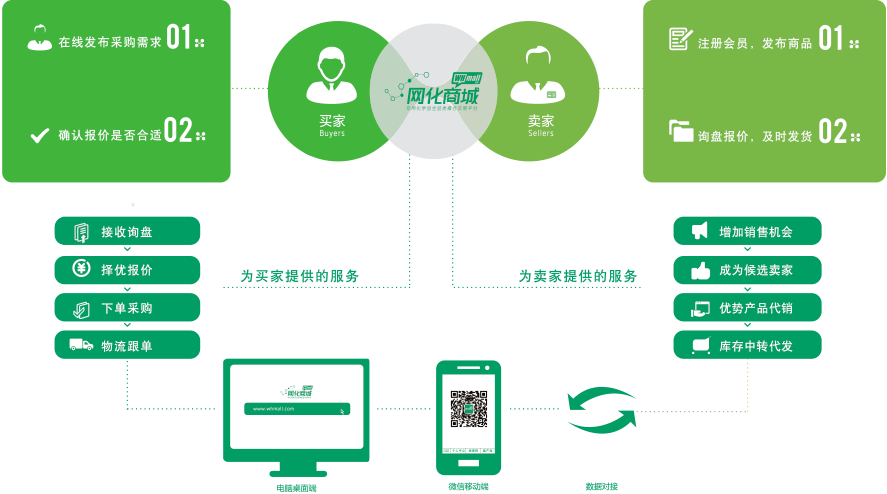 在线发布采购需求 01
确认报价是否合适 02
买家
Buyers
whmall
网化商城
卖家
Sellers
注册会员，发布商品 01
询盘报价，及时发货 02
接收询盘
择优报价
下单采购
物流跟单
为买家提供的服务
为卖家提供的服务
增加销售机会
成为候选卖家
优势产品代销
库存中转代发
网化商城
www.whmall.com
电脑桌面端
微信移动端
数据对接